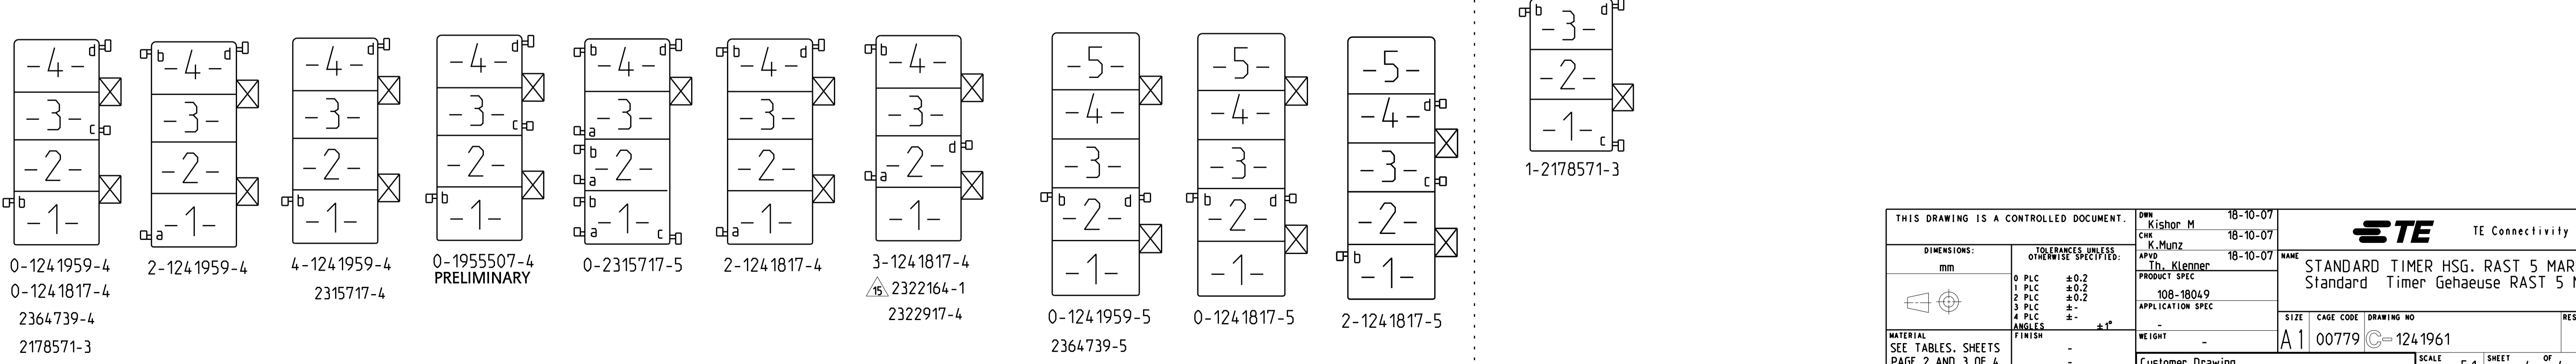 -4- d
-3- c
-2-
b -1-
0-1241959-4
0-1241817-4
2364739-4
2178571-3
b -4- d
-3-
-2-
a -1-
2-1241959-4
-4- d
-3-
-2-
b -1-
4-1241959-4
2315717-4
-4- d
-3- c
-2-
b -1-
0-1955507-4
PRELIMINARY
b -4- d
a -3-
b -2- a
b -1- a c
0-2315717-5
b -4- d
-3-
-2-
a -1-
2-1241817-4
b -4-
-3-
a -2- d
-1-
3-1241817-4
15 2322164-1
2322917-4
-5-
-4-
-3-
b -2- d
-1-
0-1241959-5
2364739-5
-5-
-4-
-3-
b -2- d
-1-
0-1241817-5
-5-
-4- d
-3- c
-2-
b -1-
2-1241817-5
b -3- d
-2-
-1- c
1-2178571-3
THIS DRAWING IS A CONTROLLED DOCUMENT.
DIMENSIONS:
mm
TOLERANCES UNLESS
OTHERWISE SPECIFIED:
0 PLC ±0.2
1 PLC ±0.2
2 PLC ±0.2
3 PLC ±-
4 PLC ±-
ANGLES ±1°
MATERIAL
SEE TABLES, SHEETS
PAGE 2 AND 3 OF 4
FINISH
-
-
DWN 18-10-07
Kishor M
CHK 18-10-07
K.Munz
APVD 18-10-07
Th. Klenner
PRODUCT SPEC
108-18049
APPLICATION SPEC
-
WEIGHT -
Customer Drawing
TE TE Connectivity
NAME
STANDARD TIMER HSG. RAST 5 MAR
Standard Timer Gehaeuse RAST 5
SIZE CAGE CODE DRAWING NO RES
A1 00779 C-1241961
SCALE SHEET OF